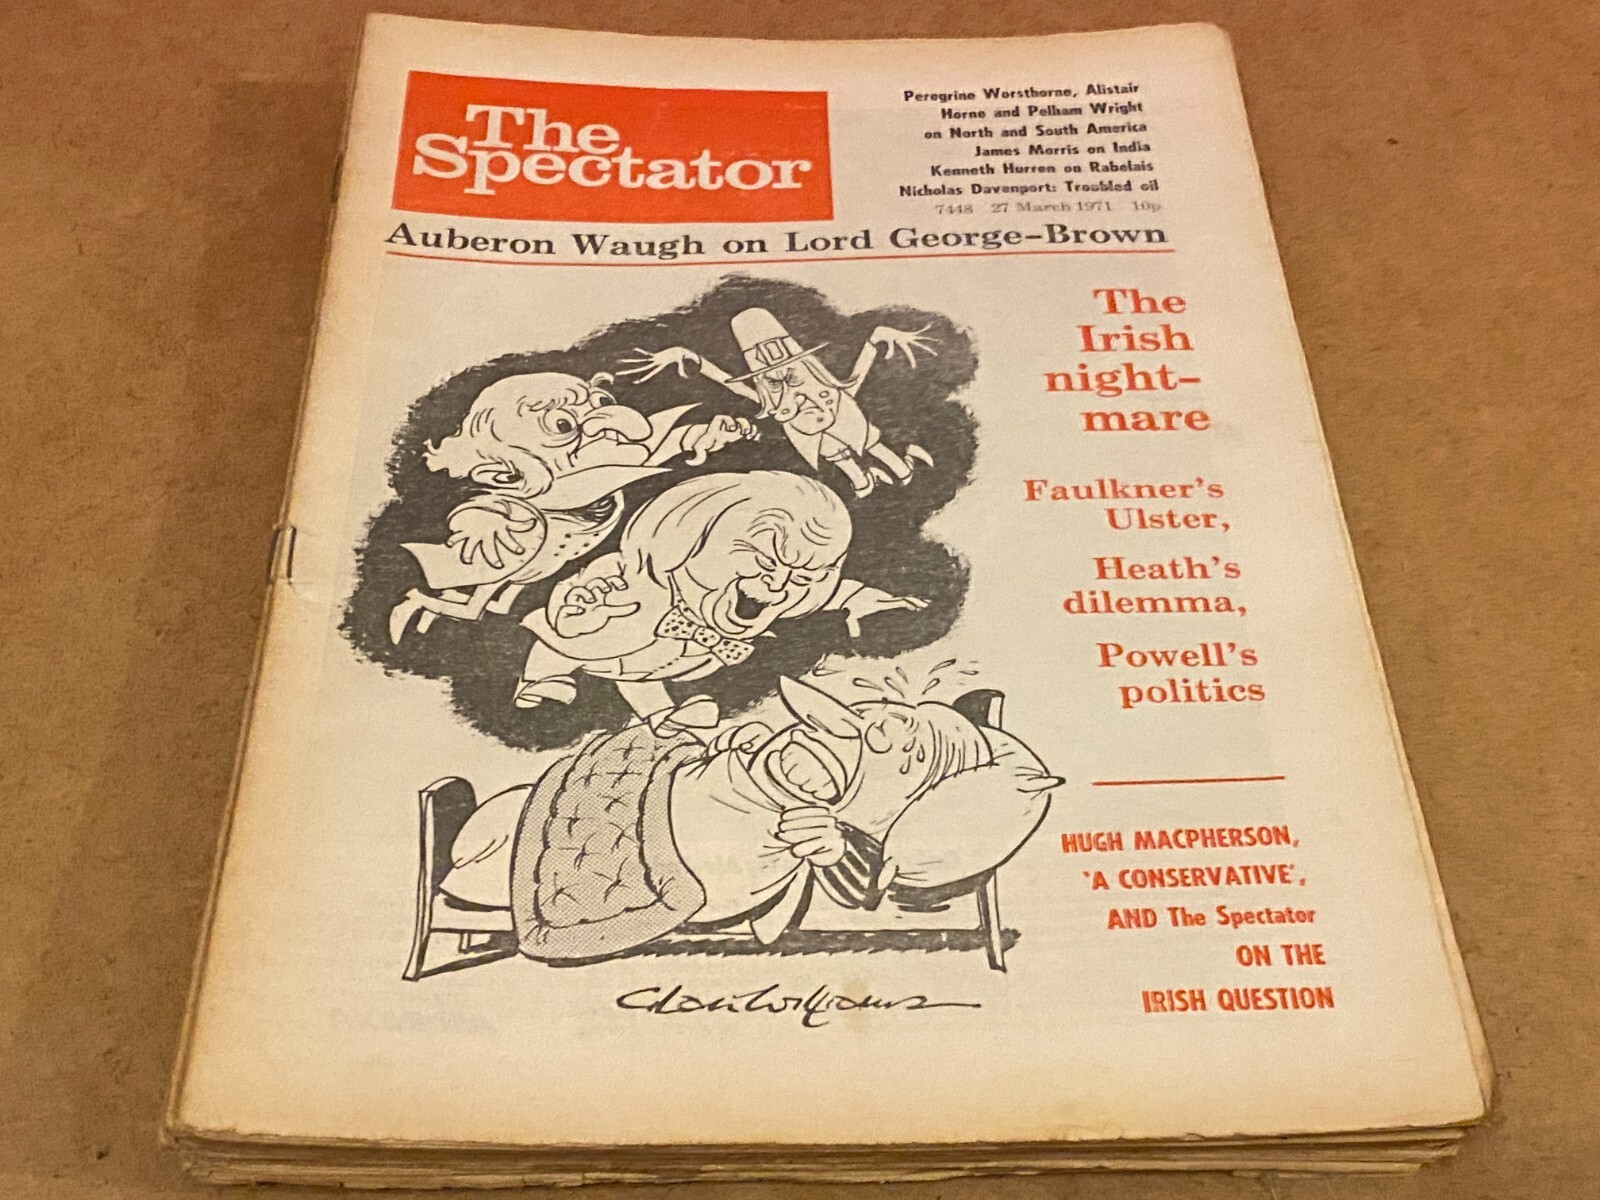 The
Spectator
Peregrine Worsthorne, Alistair
Horne and Pelham Wright
on North and South America
James Morris on India
Kenneth Hurren on Rabelais
Nicholas Davenport: Troubled oil
7448 27 March 1971 10p
Auberon Waugh on Lord George-Brown
The
Irish
night-
mare
Faulkner's
Ulster,
Heath's
dilemma,
Powell's
politics
HUGH MACPHERSON,
'A CONSERVATIVE',
AND The Spectator
ON THE
IRISH QUESTION